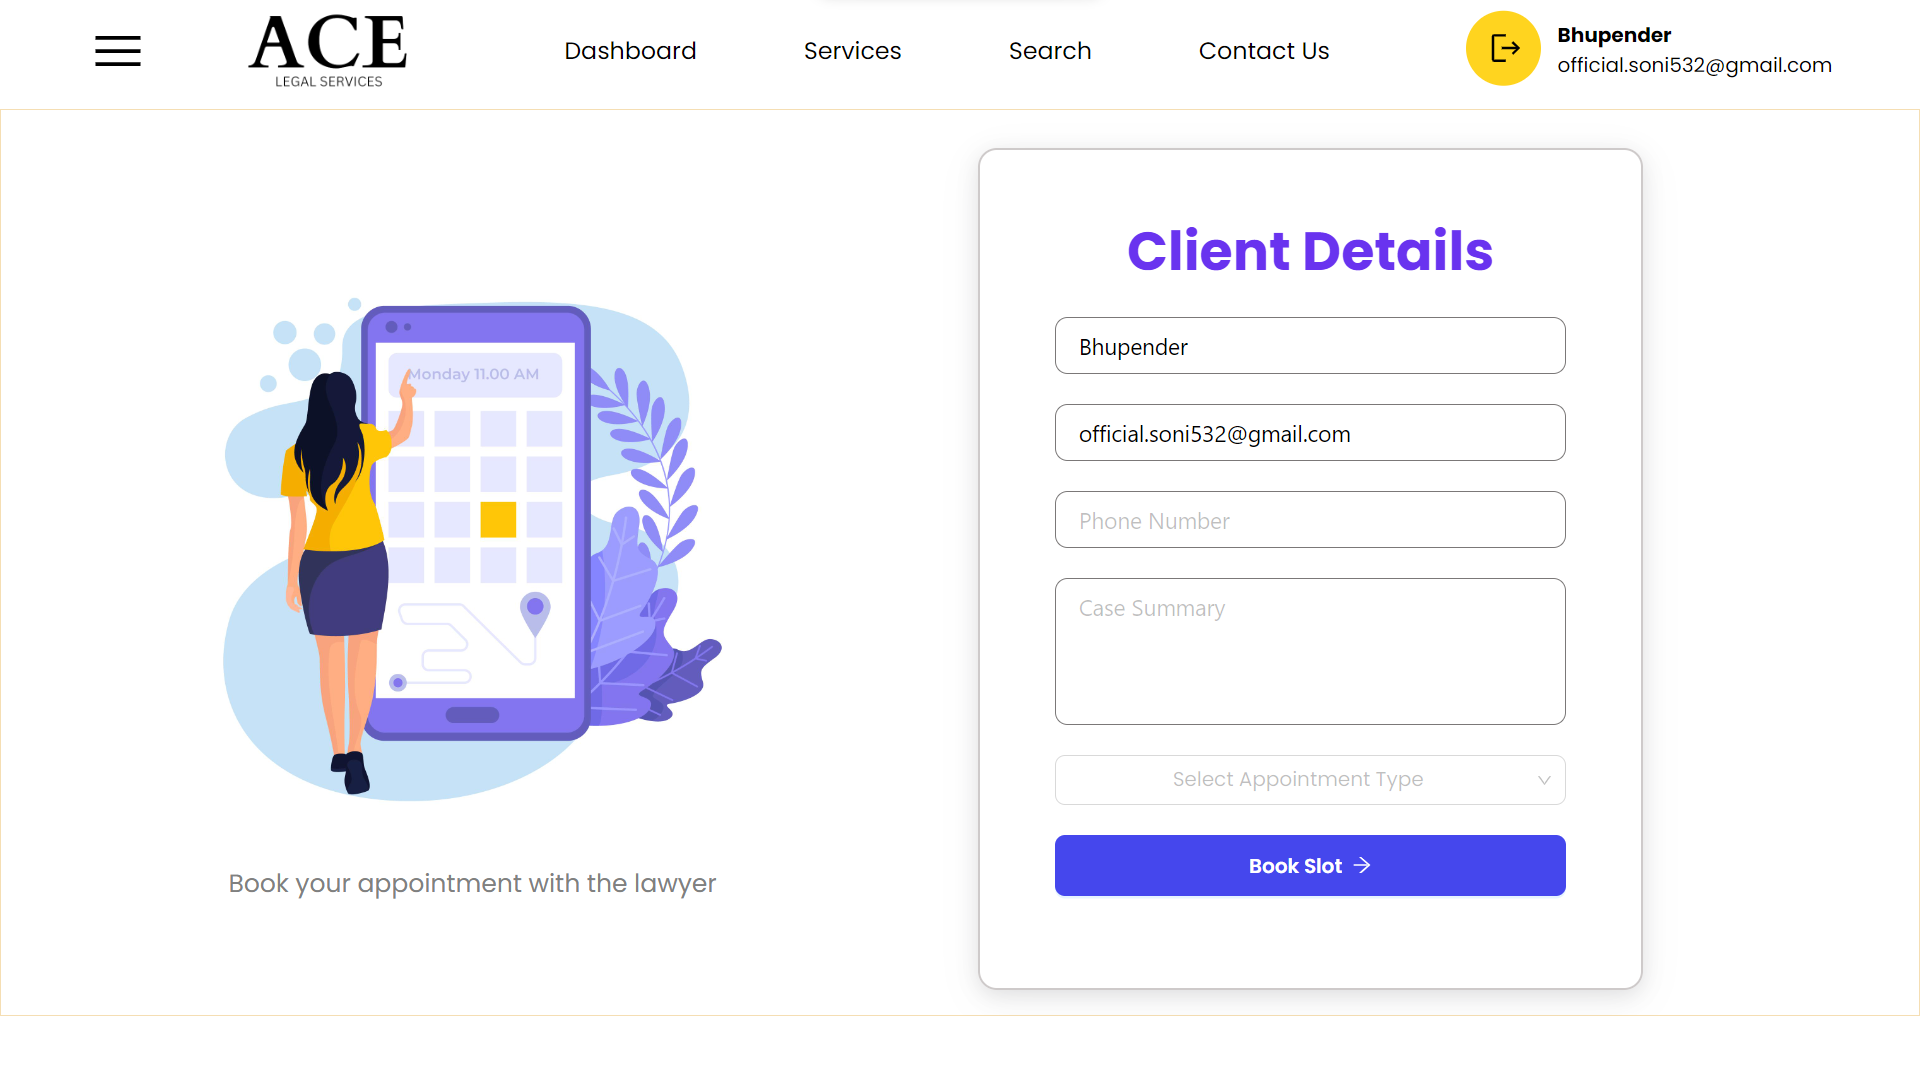 ACE
LEGAL SERVICES
Dashboard
Services
Search
Contact Us
Bhupender
official.soni532@gmail.com
Monday 11.00 AM
Book your appointment with the lawyer
Client Details
Bhupender
official.soni532@gmail.com
Phone Number
Case Summary
Select Appointment Type
Book Slot